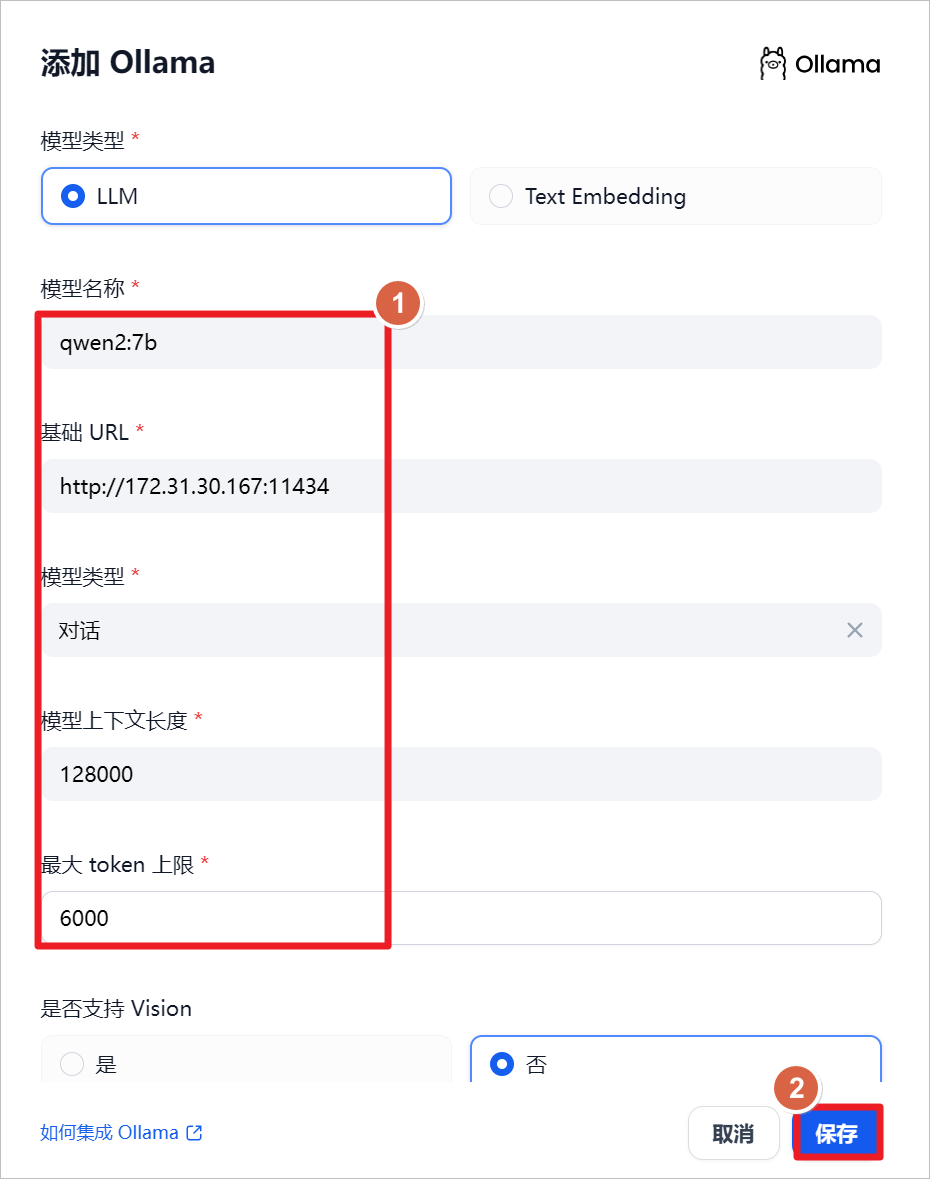 添加 Ollama
Ollama
模型类型 *
LLM
Text Embedding
模型名称 *
1
qwen2:7b
基础 URL *
http://172.31.30.167:11434
模型类型 *
对话
模型上下文长度 *
128000
最大 token 上限 *
6000
是否支持 Vision
是
否
2
如何集成 Ollama
取消
保存